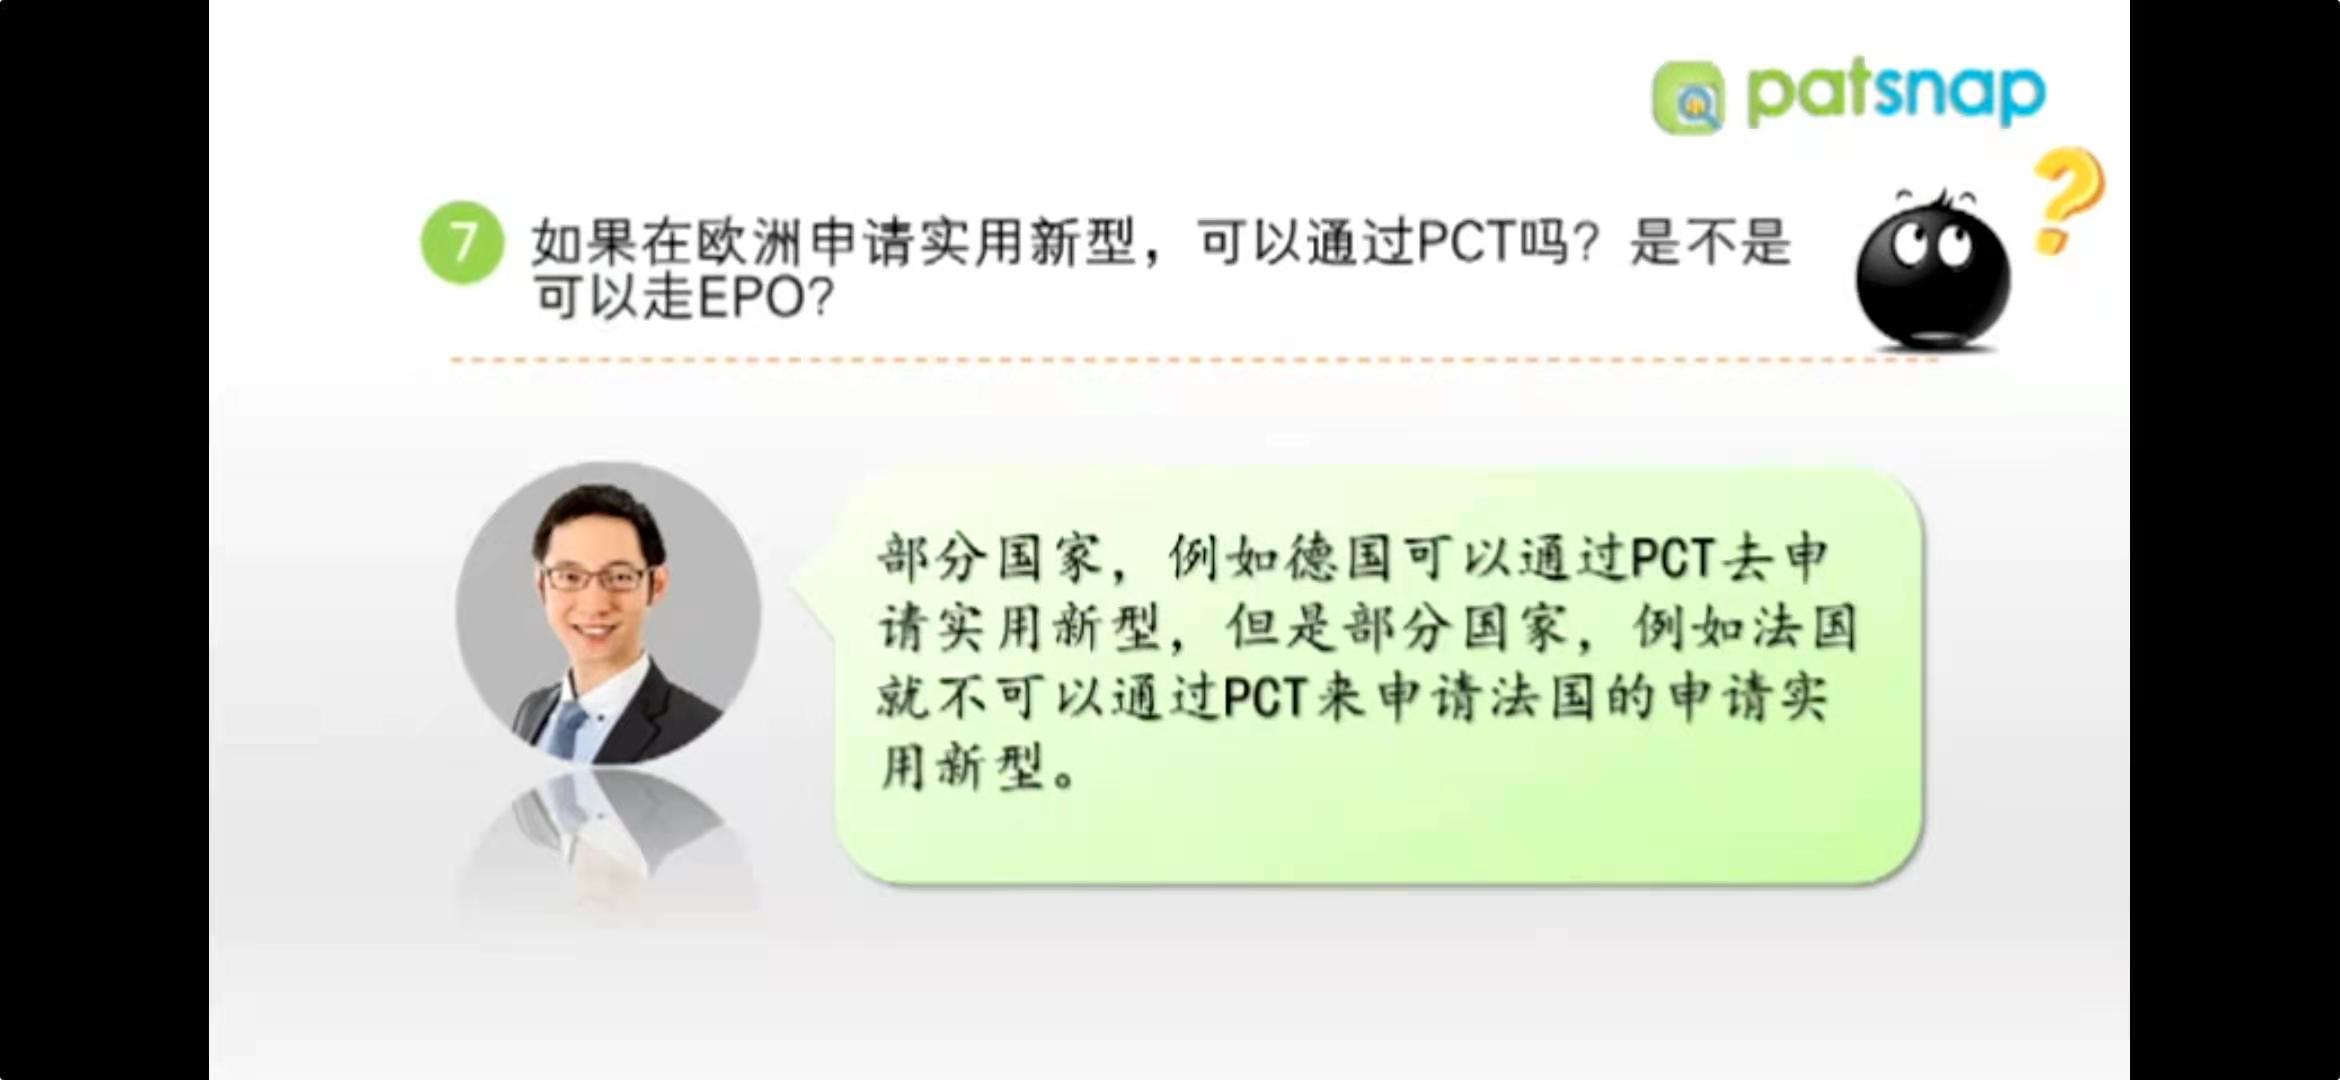 patsnap
7 如果在欧洲申请实用新型，可以通过PCT吗？是不是
可以走EPO？
部分国家，例如德国可以通过PCT去申
请实用新型，但是部分国家，例如法国
就不可以通过PCT来申请法国的申请实
用新型。